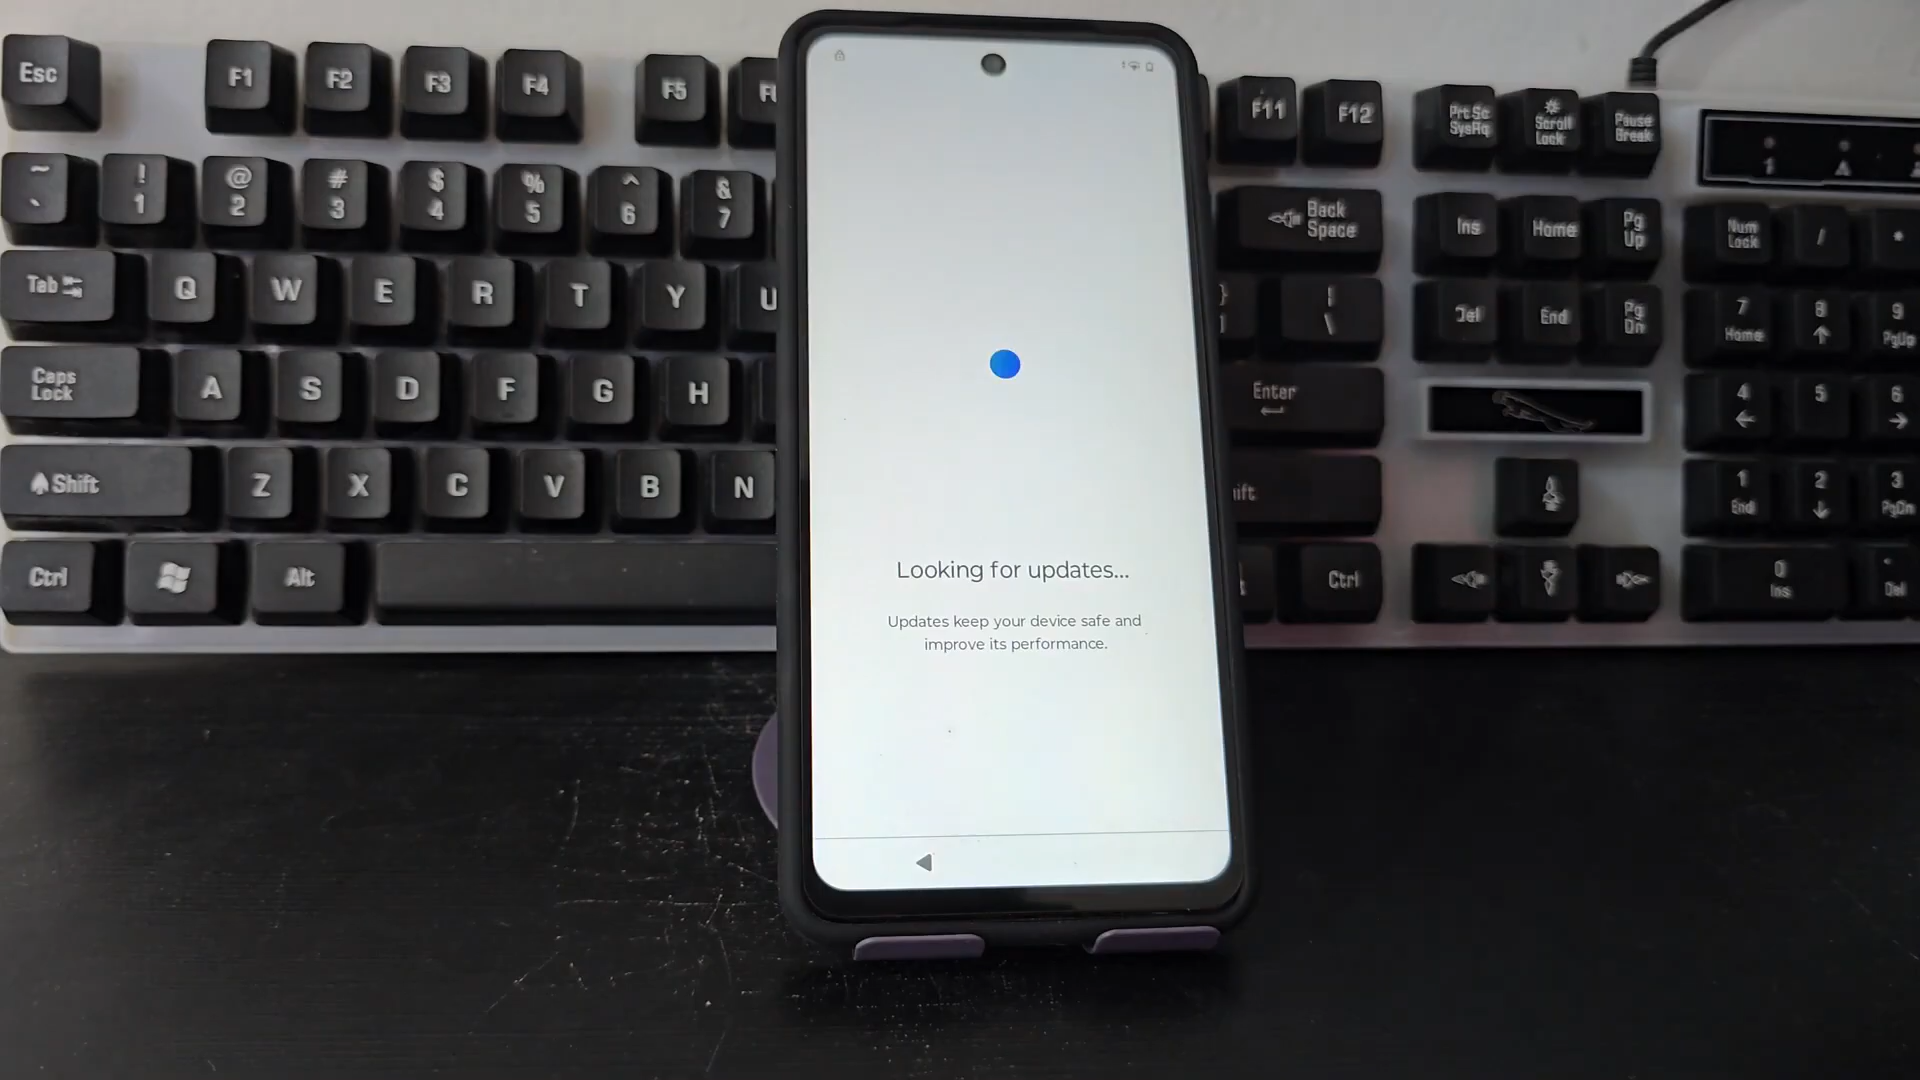 Esc F1 F2 F3 F4 F5 F11 F12 Prt Sc SysRq Scroll Lock Pause Break
~ ` ! 1 @ 2 # 3 $ 4 % 5 ^ 6 & 7 Back Space Ins Home Pg Up Num Lock / *
Tab Q W E R T Y U } ] | \ Del End Pg Dn 7 Home 8 9 PgUp
Caps Lock A S D F G H Enter 4 5 6
Shift Z X C V B N 1 End 2 3 PgDn
Ctrl Alt Ctrl 0 Ins . Del
1 A
Looking for updates...
Updates keep your device safe and
improve its performance.